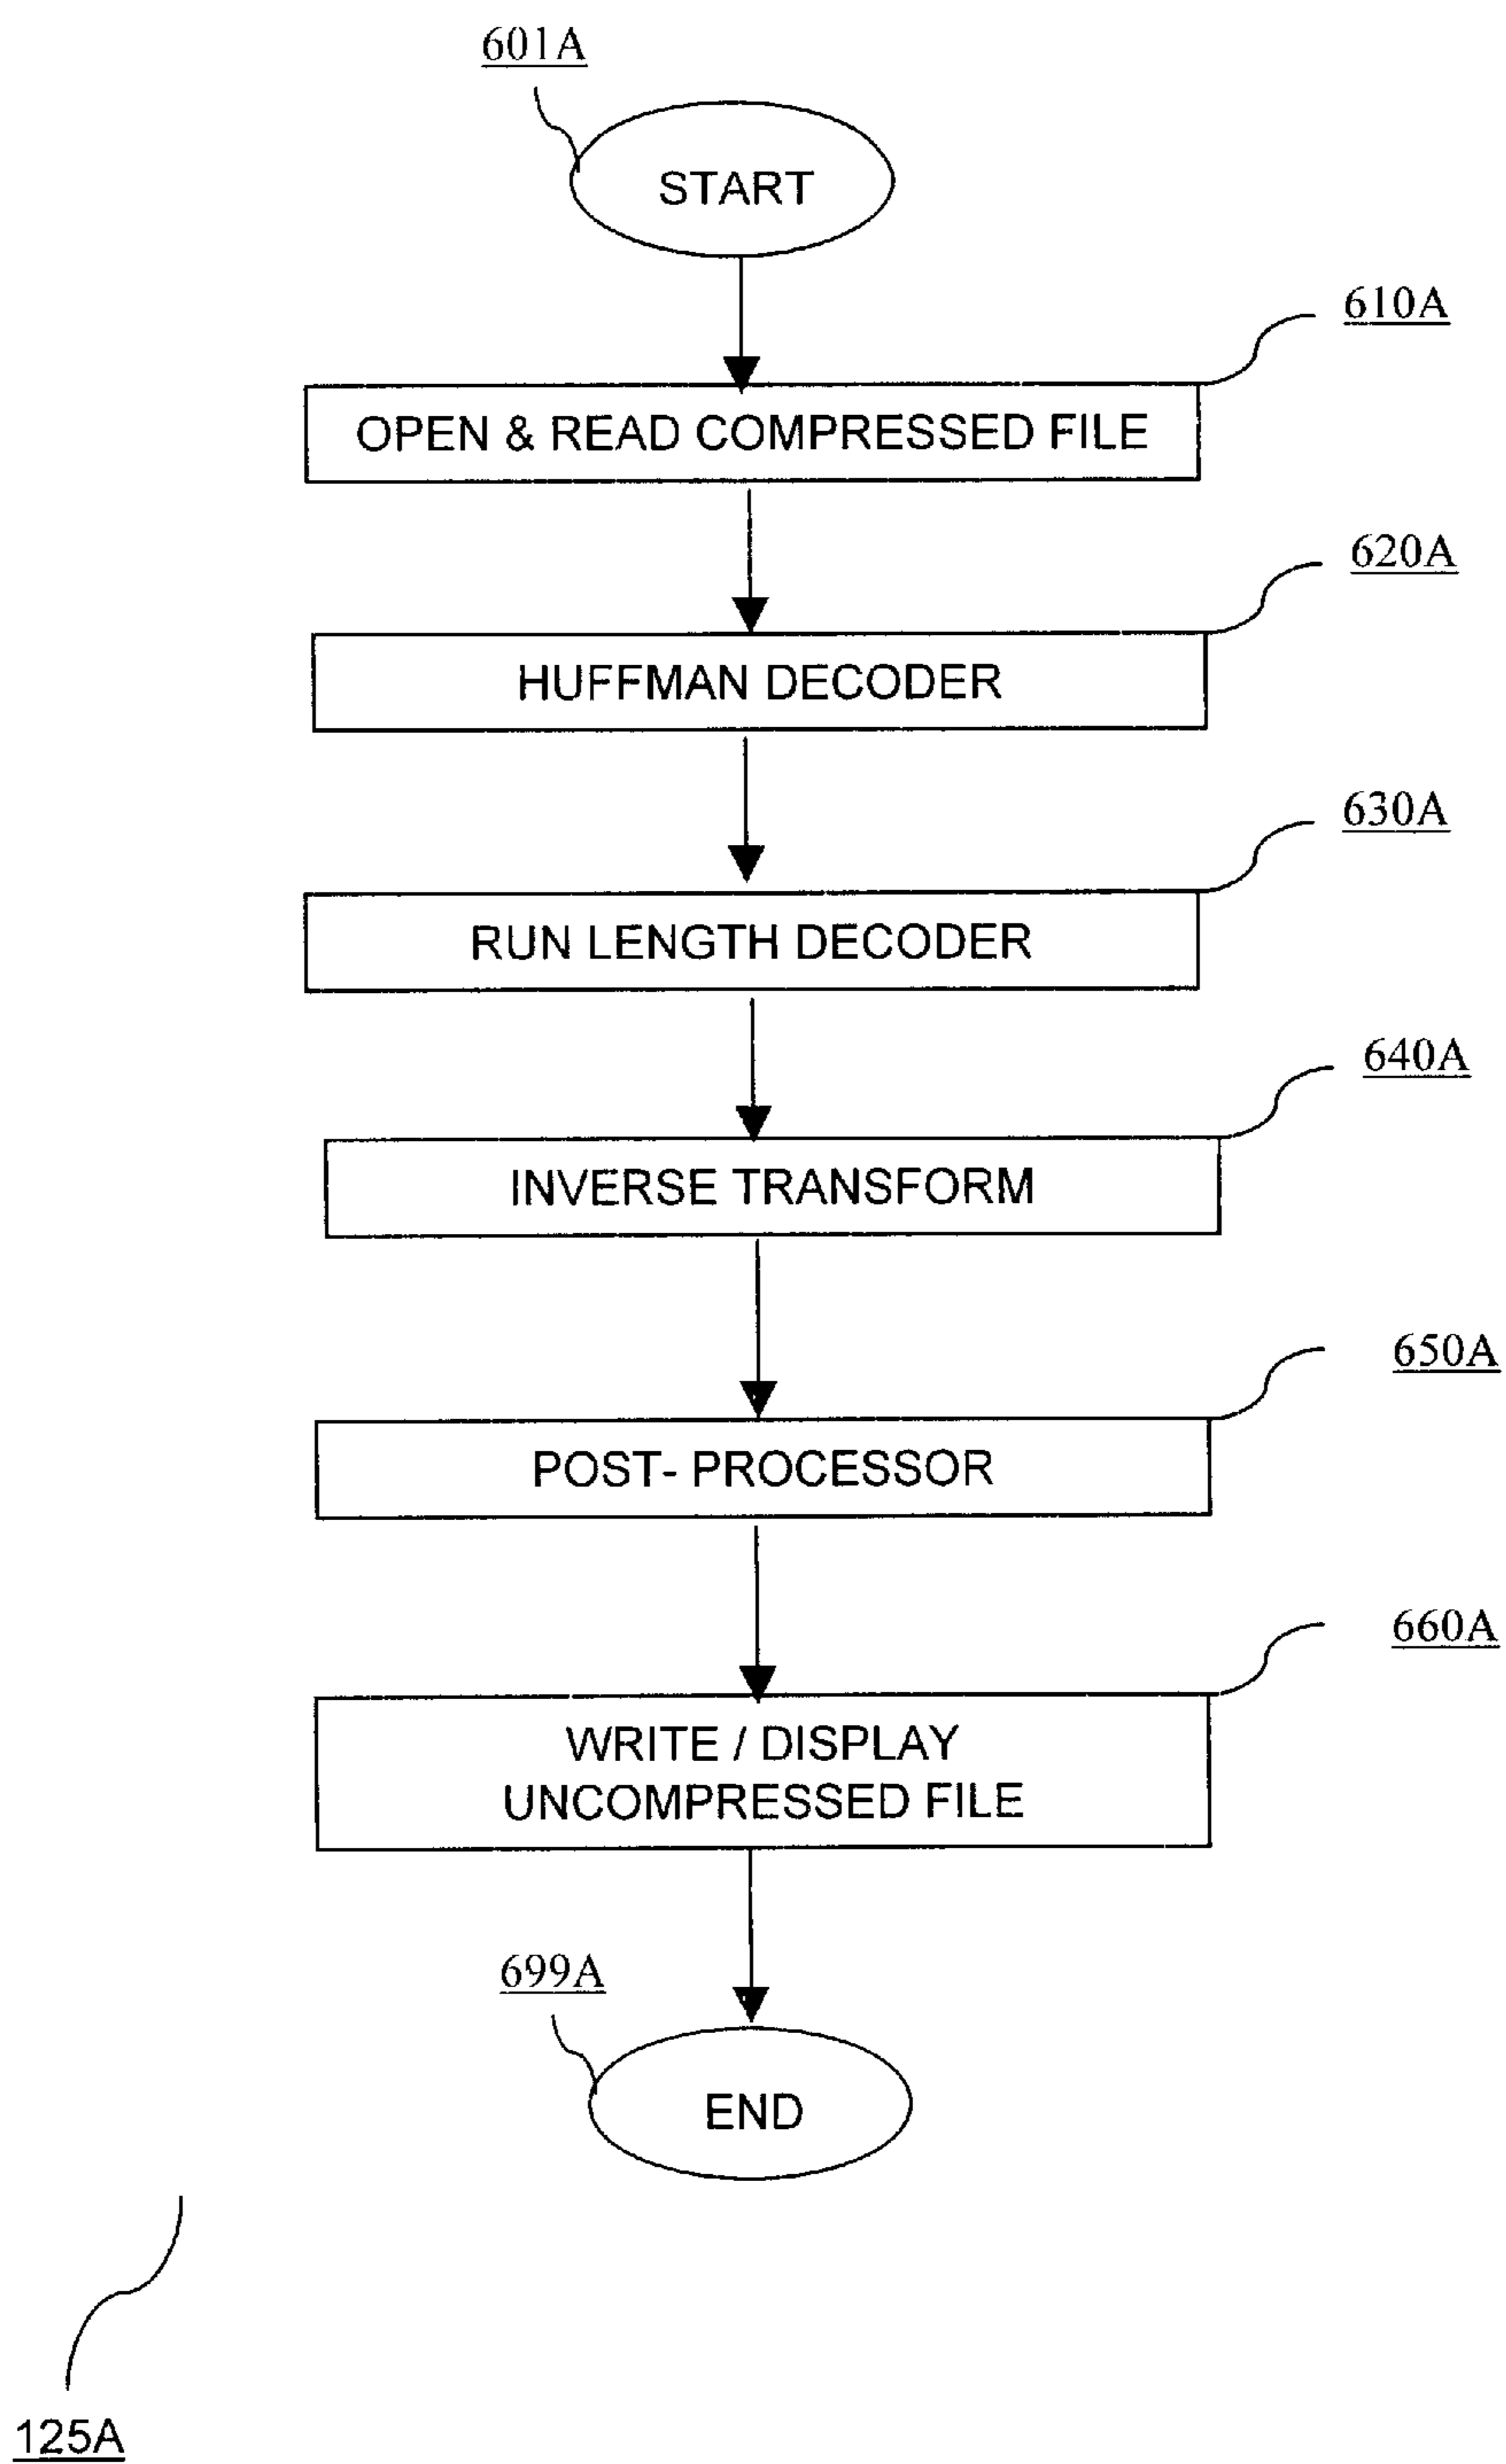 601A
START
610A
OPEN & READ COMPRESSED FILE
620A
HUFFMAN DECODER
630A
RUN LENGTH DECODER
640A
INVERSE TRANSFORM
650A
POST- PROCESSOR
660A
WRITE / DISPLAY
UNCOMPRESSED FILE
699A
END
125A